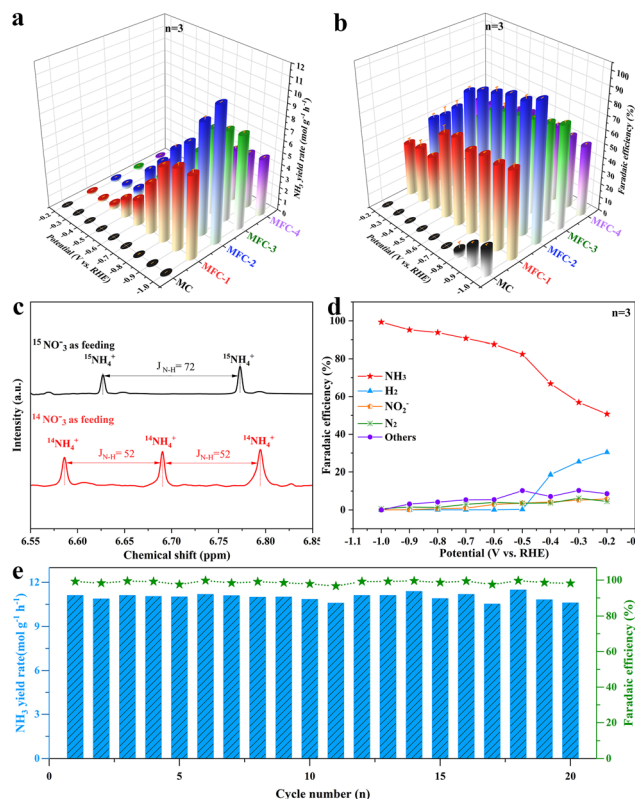 a
n=3
12
11
10
9
8
7
6
5
4
3
2
1
0
NH3 yield rate (mol g-1 h-1)
-0.2
-0.3
-0.4
-0.5
-0.6
-0.7
-0.8
-0.9
-1.0
Potential (V vs. RHE)
MC
MFC-1
MFC-2
MFC-3
MFC-4
b
n=3
100
90
80
70
60
50
40
30
20
10
0
Faradaic efficiency (%)
-0.2
-0.3
-0.4
-0.5
-0.6
-0.7
-0.8
-0.9
-1.0
Potential (V vs. RHE)
MC
MFC-1
MFC-2
MFC-3
MFC-4
c
15 NO-3 as feeding
15NH4+ 15NH4+
JN-H= 72
14 NO-3 as feeding
14NH4+ 14NH4+ 14NH4+
JN-H= 52 JN-H= 52
Intensity (a.u.)
6.55 6.60 6.65 6.70 6.75 6.80 6.85
Chemical shift (ppm)
d
n=3
100
80
60
40
20
0
Faradaic efficiency (%)
NH3
H2
NO2-
N2
Others
-1.0 -0.9 -0.8 -0.7 -0.6 -0.5 -0.4 -0.3 -0.2
Potential (V vs. RHE)
e
12
9
6
3
0
NH3 yield rate(mol g-1 h-1)
100
80
60
40
20
0
Faradaic efficiency (%)
0 5 10 15 20
Cycle number (n)